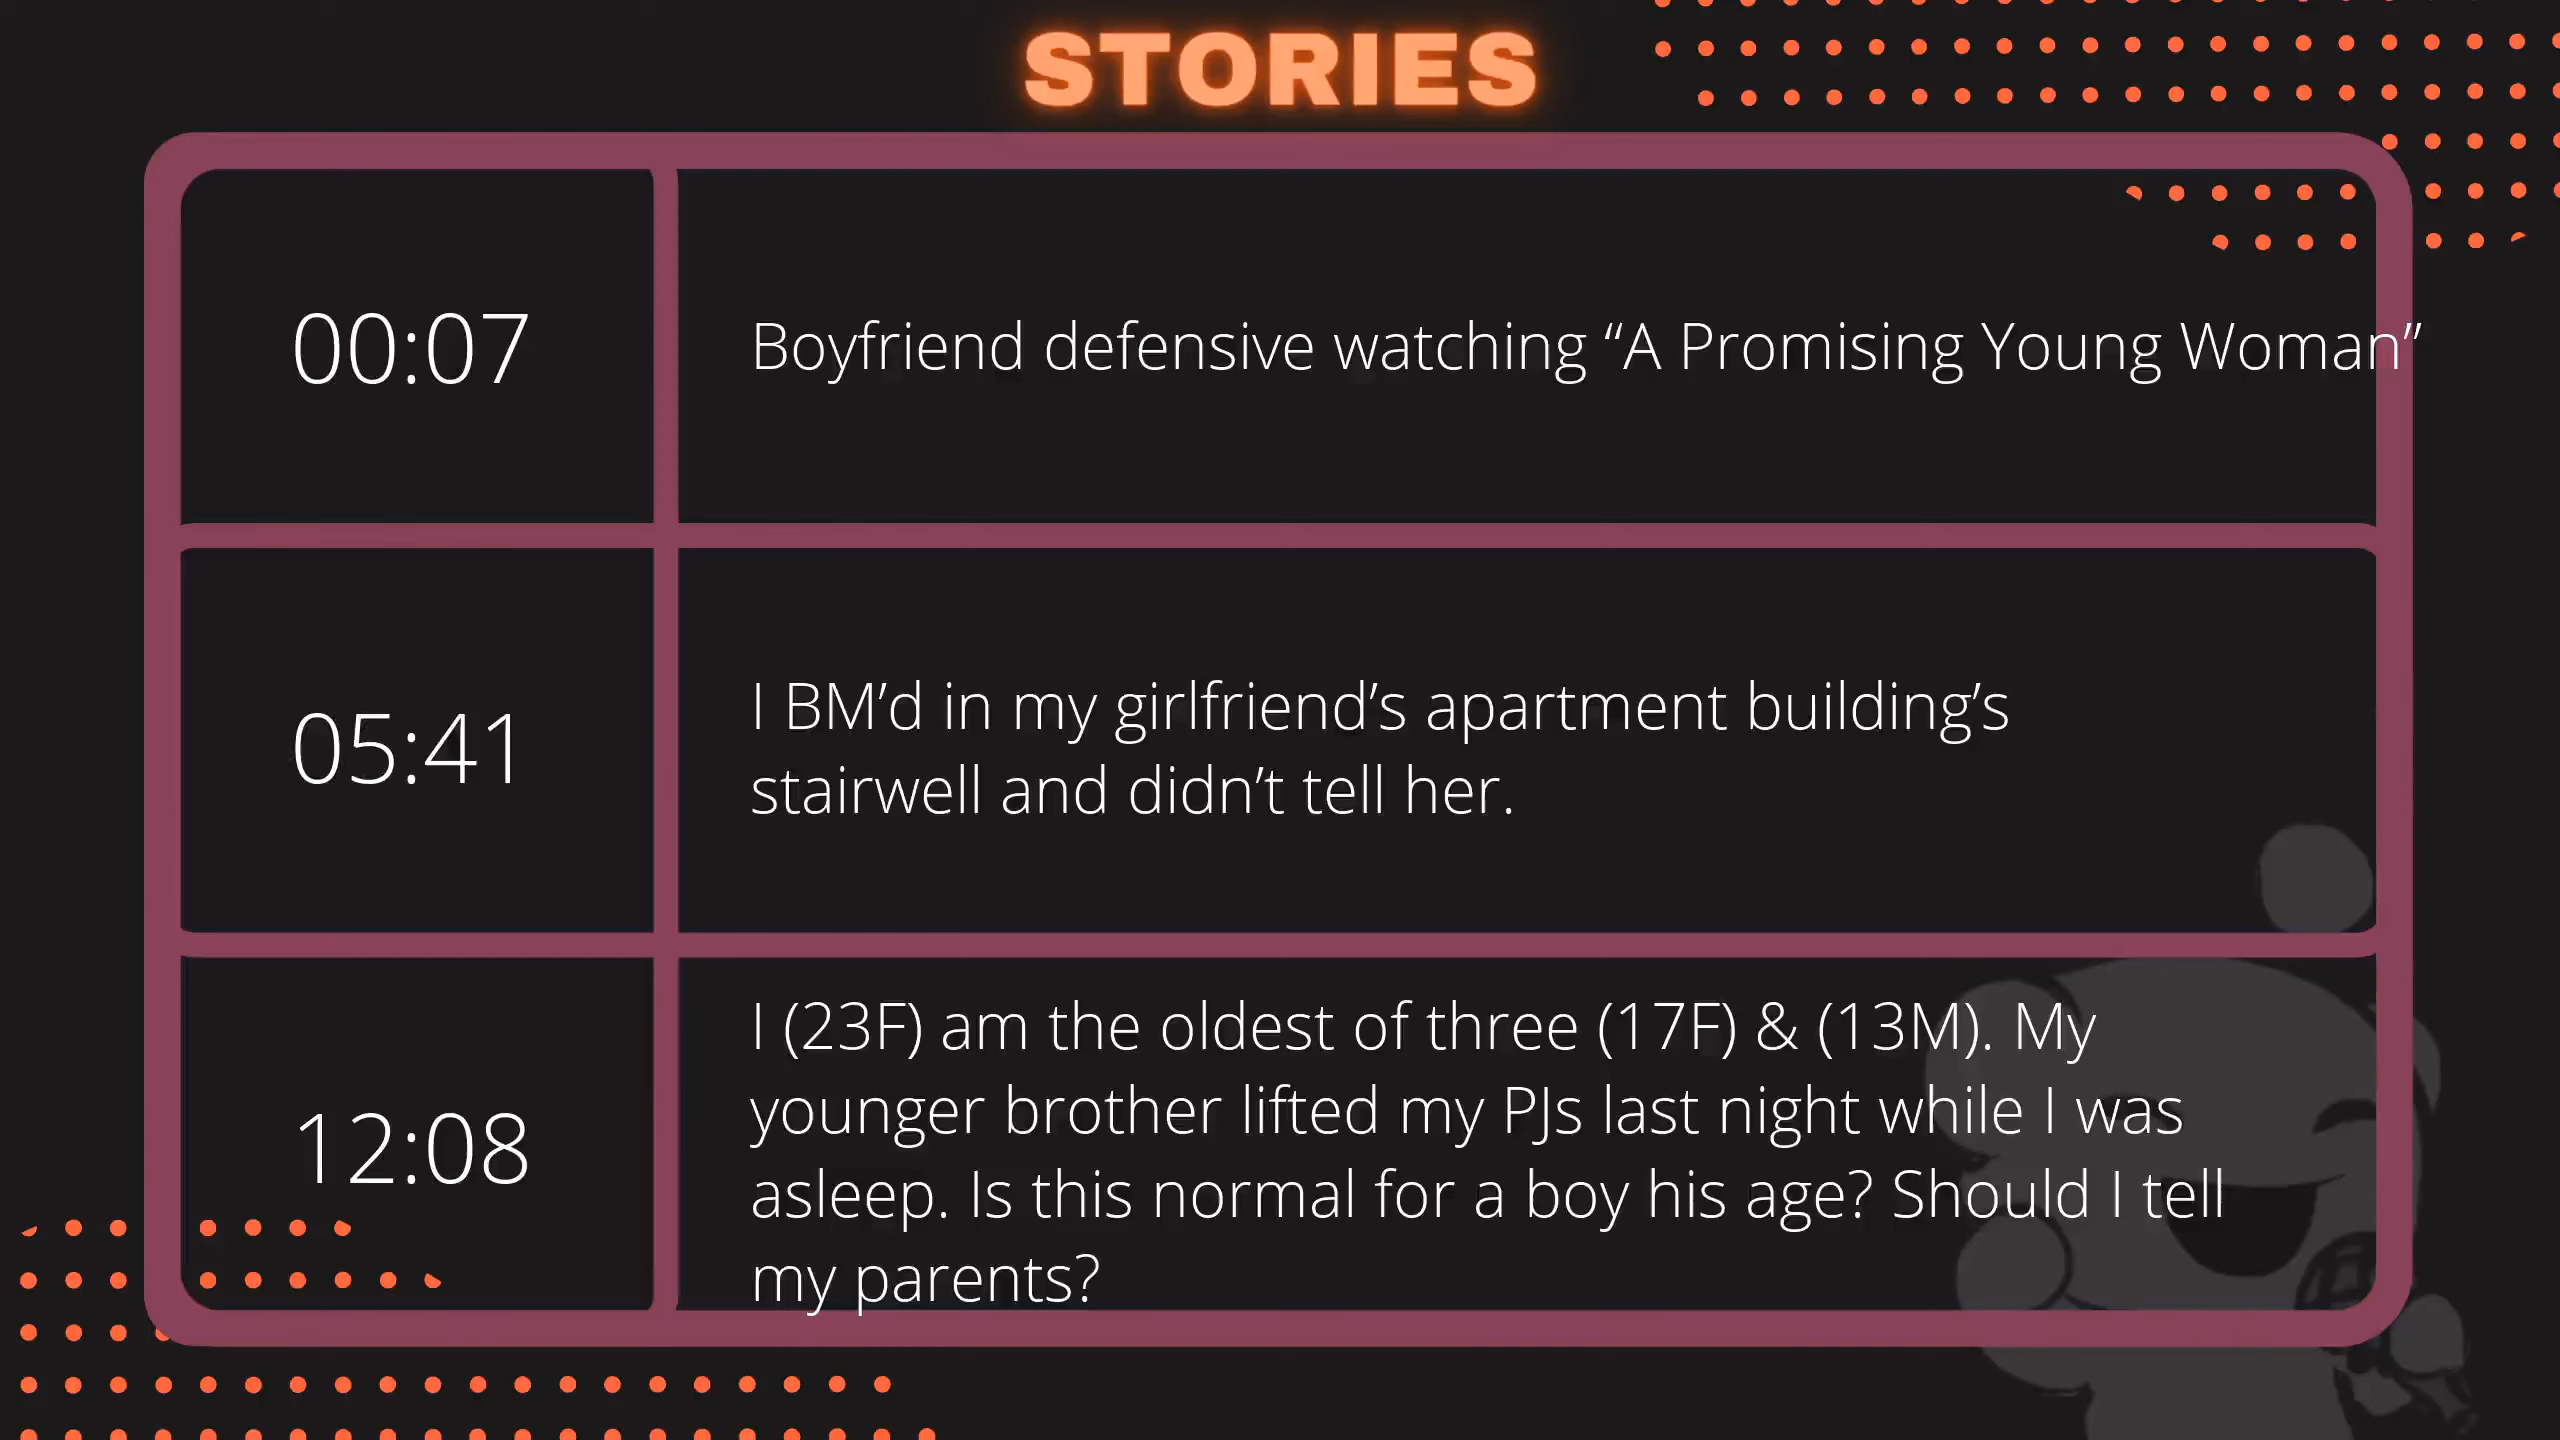 STORIES
00:07
Boyfriend defensive watching “A Promising Young Woman”
05:41
I BM’d in my girlfriend’s apartment building’s
stairwell and didn’t tell her.
12:08
I (23F) am the oldest of three (17F) & (13M). My
younger brother lifted my PJs last night while I was
asleep. Is this normal for a boy his age? Should I tell
my parents?